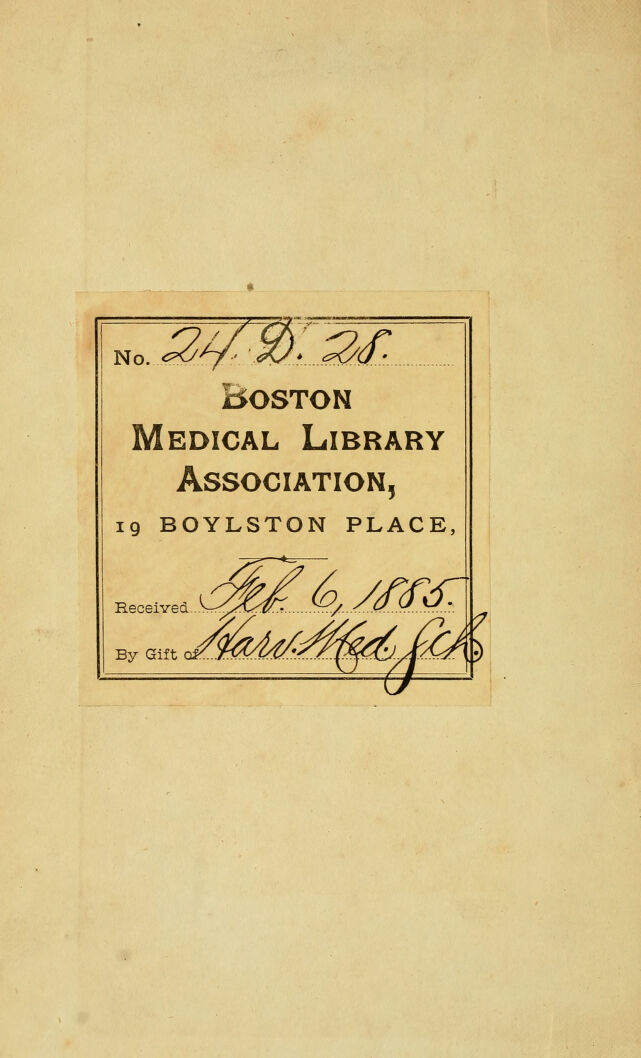 No. 24. D. 28.
BOSTON
MEDICAL LIBRARY
ASSOCIATION,
19 BOYLSTON PLACE,
Received Feb. 6, 1885.
By Gift of Harv. Med. Sch.